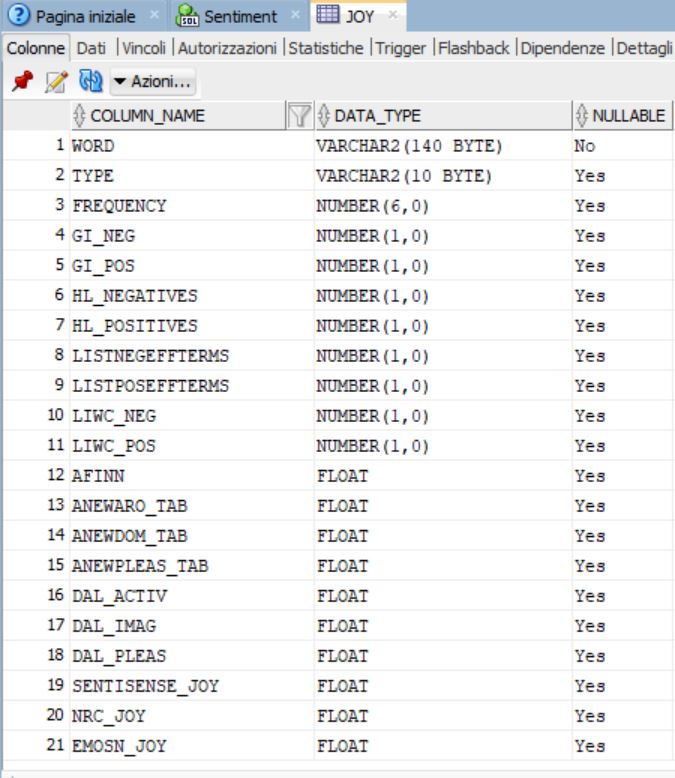 Pagina iniziale × Sentiment × JOY ×
Colonne Dati |Vincoli |Autorizzazioni |Statistiche |Trigger |Flashback |Dipendenze |Dettagli
Azioni...
COLUMN_NAME DATA_TYPE NULLABLE
1 WORD VARCHAR2(140 BYTE) No
2 TYPE VARCHAR2(10 BYTE) Yes
3 FREQUENCY NUMBER(6,0) Yes
4 GI_NEG NUMBER(1,0) Yes
5 GI_POS NUMBER(1,0) Yes
6 HL_NEGATIVES NUMBER(1,0) Yes
7 HL_POSITIVES NUMBER(1,0) Yes
8 LISTNEGEFFTERMS NUMBER(1,0) Yes
9 LISTPOSEFFTERMS NUMBER(1,0) Yes
10 LIWC_NEG NUMBER(1,0) Yes
11 LIWC_POS NUMBER(1,0) Yes
12 AFINN FLOAT Yes
13 ANEWARO_TAB FLOAT Yes
14 ANEWDOM_TAB FLOAT Yes
15 ANEWPLEAS_TAB FLOAT Yes
16 DAL_ACTIV FLOAT Yes
17 DAL_IMAG FLOAT Yes
18 DAL_PLEAS FLOAT Yes
19 SENTISENSE_JOY FLOAT Yes
20 NRC_JOY FLOAT Yes
21 EMOSN_JOY FLOAT Yes